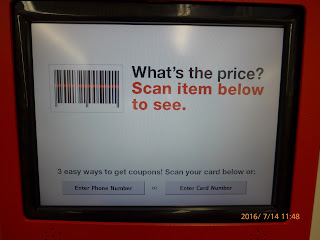 What's the price?
Scan item below
to see.
3 easy ways to get coupons! Scan your card below or:
Enter Phone Number or Enter Card Number
2016/ 7/14 11:48